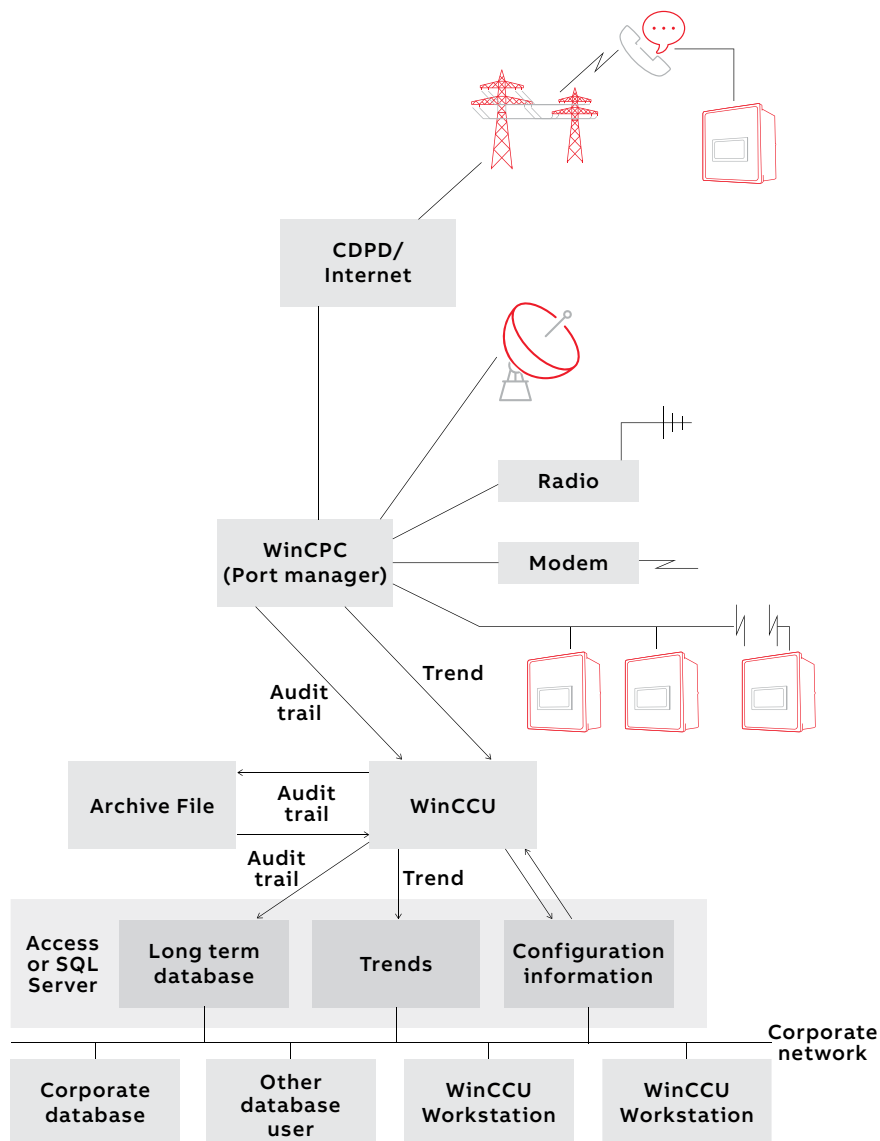 CDPD/
Internet
Radio
WinCPC
(Port manager)
Modem
Trend
Audit
trail
Archive File
Audit
trail
WinCCU
Audit
trail
Trend
Access
or SQL
Server
Long term
database
Trends
Configuration
information
Corporate
network
Corporate
database
Other
database
user
WinCCU
Workstation
WinCCU
Workstation